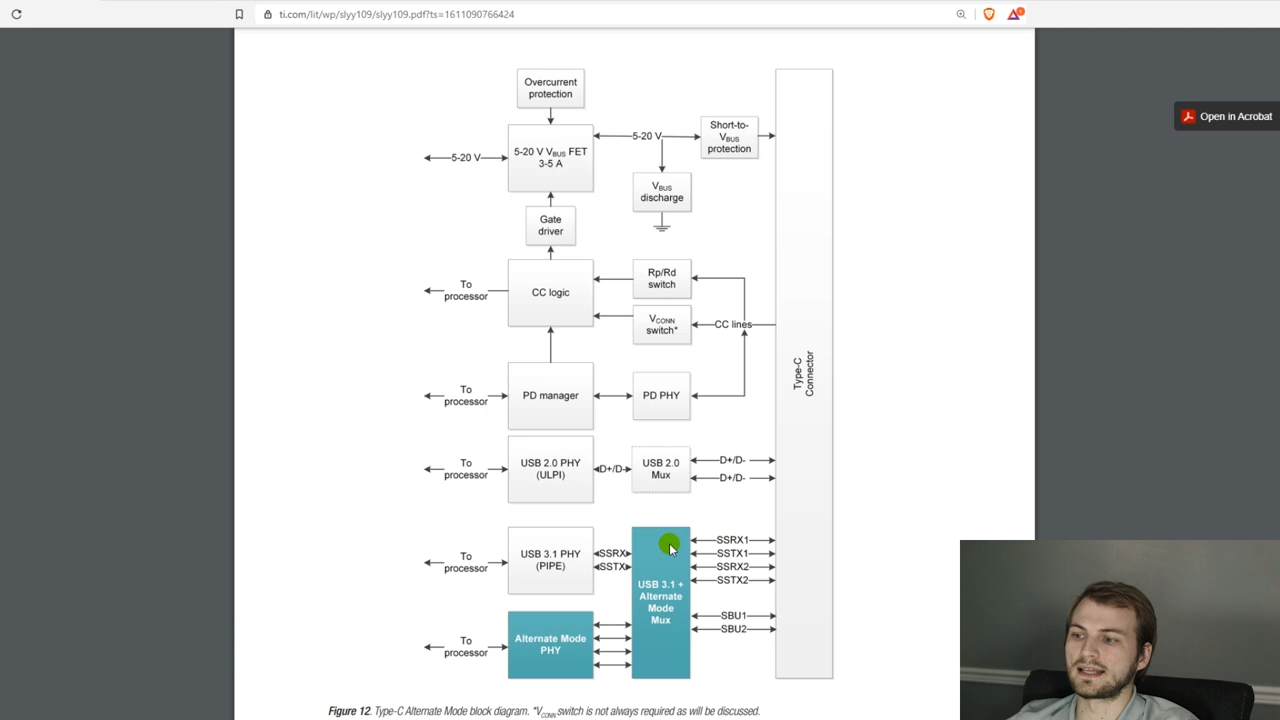 ti.com/lit/wp/slyy109/slyy109.pdf?ts=1611090766424
Open in Acrobat
Overcurrent
protection
5-20 V
5-20 V VBUS FET
3-5 A
5-20 V
Short-to-
VBUS
protection
VBUS
discharge
Gate
driver
To
processor
CC logic
Rp/Rd
switch
VCONN
switch*
CC lines
Type-C
Connector
To
processor
PD manager
PD PHY
To
processor
USB 2.0 PHY
(ULPI)
D+/D-
USB 2.0
Mux
D+/D-
D+/D-
To
processor
USB 3.1 PHY
(PIPE)
SSRX
SSTX
USB 3.1 +
Alternate
Mode
Mux
SSRX1
SSTX1
SSRX2
SSTX2
SBU1
SBU2
To
processor
Alternate Mode
PHY
Figure 12. Type-C Alternate Mode block diagram. *VCONN switch is not always required as will be discussed.